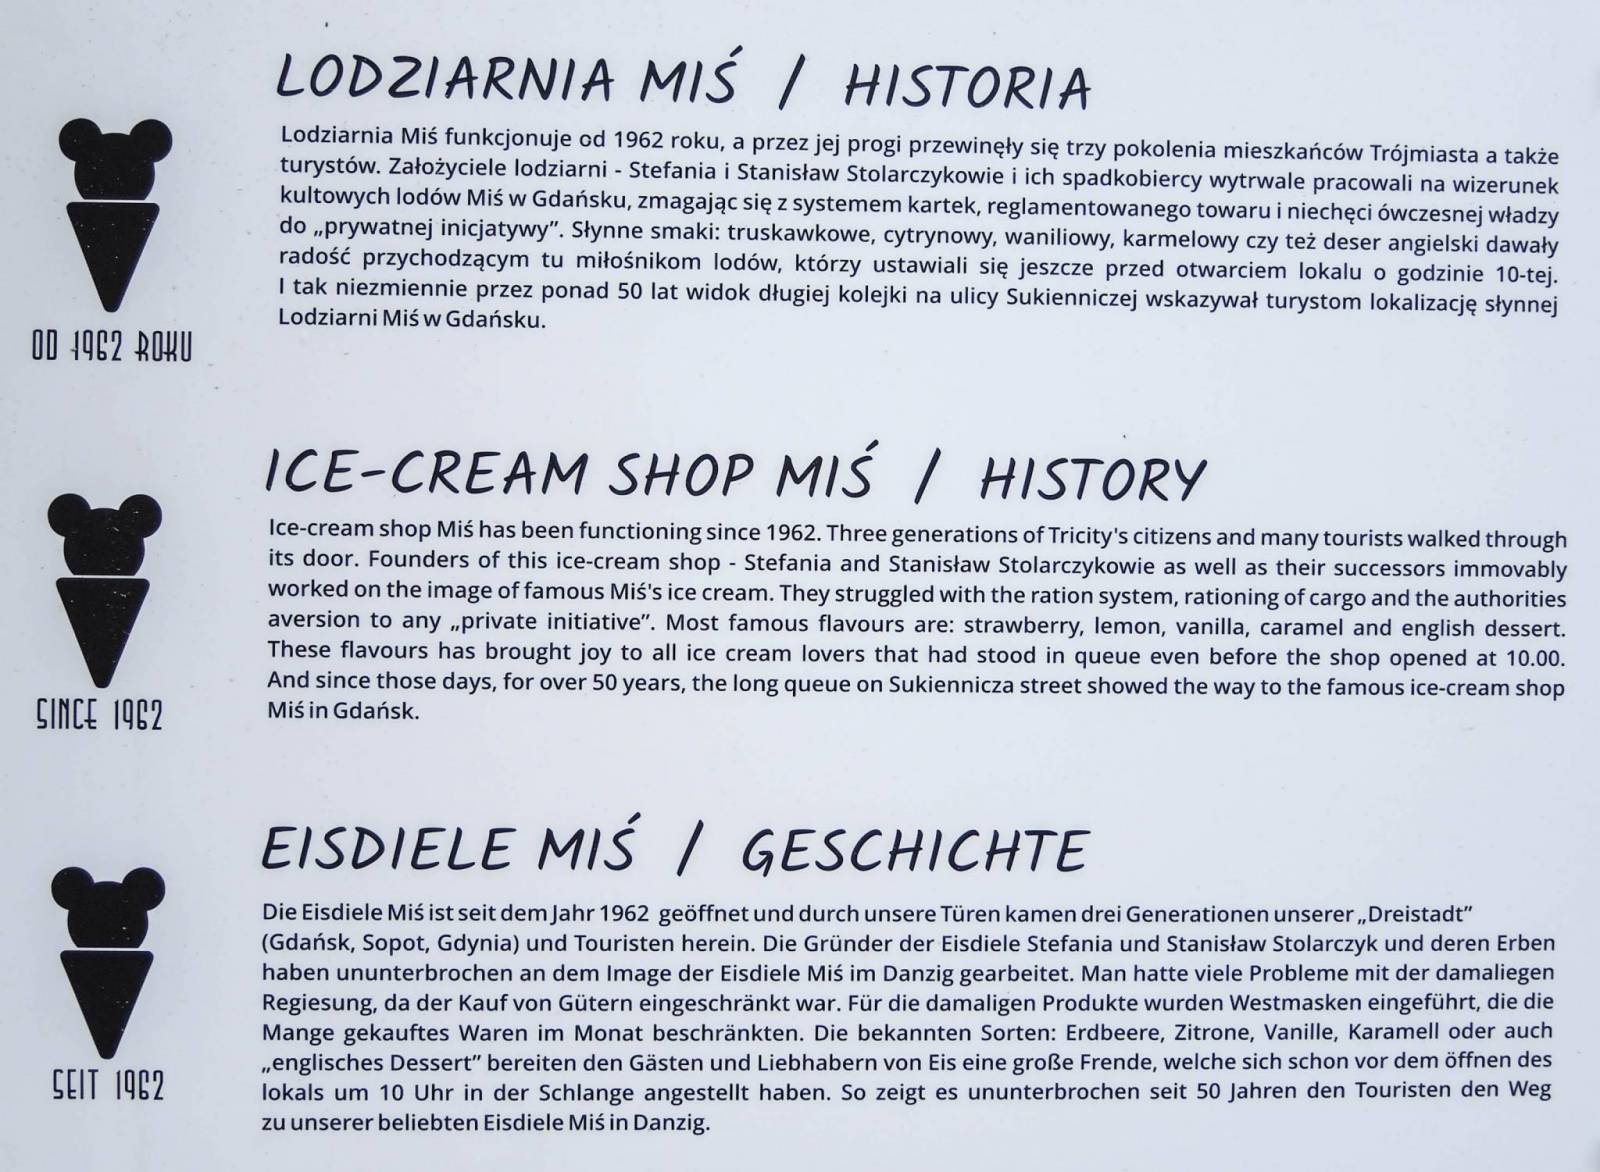 LODZIARNIA MIŚ / HISTORIA
Lodziarnia Miś funkcjonuje od 1962 roku, a przez jej progi przewinęły się trzy pokolenia mieszkańców Trójmiasta a także
turystów. Założyciele lodziarni - Stefania i Stanisław Stolarczykowie i ich spadkobiercy wytrwale pracowali na wizerunek
kultowych lodów Miś w Gdańsku, zmagając się z systemem kartek, reglamentowanego towaru i niechęci ówczesnej władzy
do „prywatnej inicjatywy”. Słynne smaki: truskawkowe, cytrynowy, waniliowy, karmelowy czy też deser angielski dawały
radość przychodzącym tu miłośnikom lodów, którzy ustawiali się jeszcze przed otwarciem lokalu o godzinie 10-tej.
I tak niezmiennie przez ponad 50 lat widok długiej kolejki na ulicy Sukienniczej wskazywał turystom lokalizację słynnej
Lodziarni Miś w Gdańsku.
OD 1962 ROKU
ICE-CREAM SHOP MIŚ / HISTORY
Ice-cream shop Miś has been functioning since 1962. Three generations of Tricity's citizens and many tourists walked through
its door. Founders of this ice-cream shop - Stefania and Stanisław Stolarczykowie as well as their successors immovably
worked on the image of famous Miś's ice cream. They struggled with the ration system, rationing of cargo and the authorities
aversion to any „private initiative”. Most famous flavours are: strawberry, lemon, vanilla, caramel and english dessert.
These flavours has brought joy to all ice cream lovers that had stood in queue even before the shop opened at 10.00.
And since those days, for over 50 years, the long queue on Sukiennicza street showed the way to the famous ice-cream shop
Miś in Gdańsk.
SINCE 1962
EISDIELE MIŚ / GESCHICHTE
Die Eisdiele Miś ist seit dem Jahr 1962 geöffnet und durch unsere Türen kamen drei Generationen unserer „Dreistadt”
(Gdańsk, Sopot, Gdynia) und Touristen herein. Die Gründer der Eisdiele Stefania und Stanisław Stolarczyk und deren Erben
haben ununterbrochen an dem Image der Eisdiele Miś im Danzig gearbeitet. Man hatte viele Probleme mit der damaliegen
Regiesung, da der Kauf von Gütern eingeschränkt war. Für die damaligen Produkte wurden Westmasken eingeführt, die die
Mange gekauftes Waren im Monat beschränkten. Die bekannten Sorten: Erdbeere, Zitrone, Vanille, Karamell oder auch
„englisches Dessert” bereiten den Gästen und Liebhabern von Eis eine große Frende, welche sich schon vor dem öffnen des
lokals um 10 Uhr in der Schlange angestellt haben. So zeigt es ununterbrochen seit 50 Jahren den Touristen den Weg
zu unserer beliebten Eisdiele Miś in Danzig.
SEIT 1962